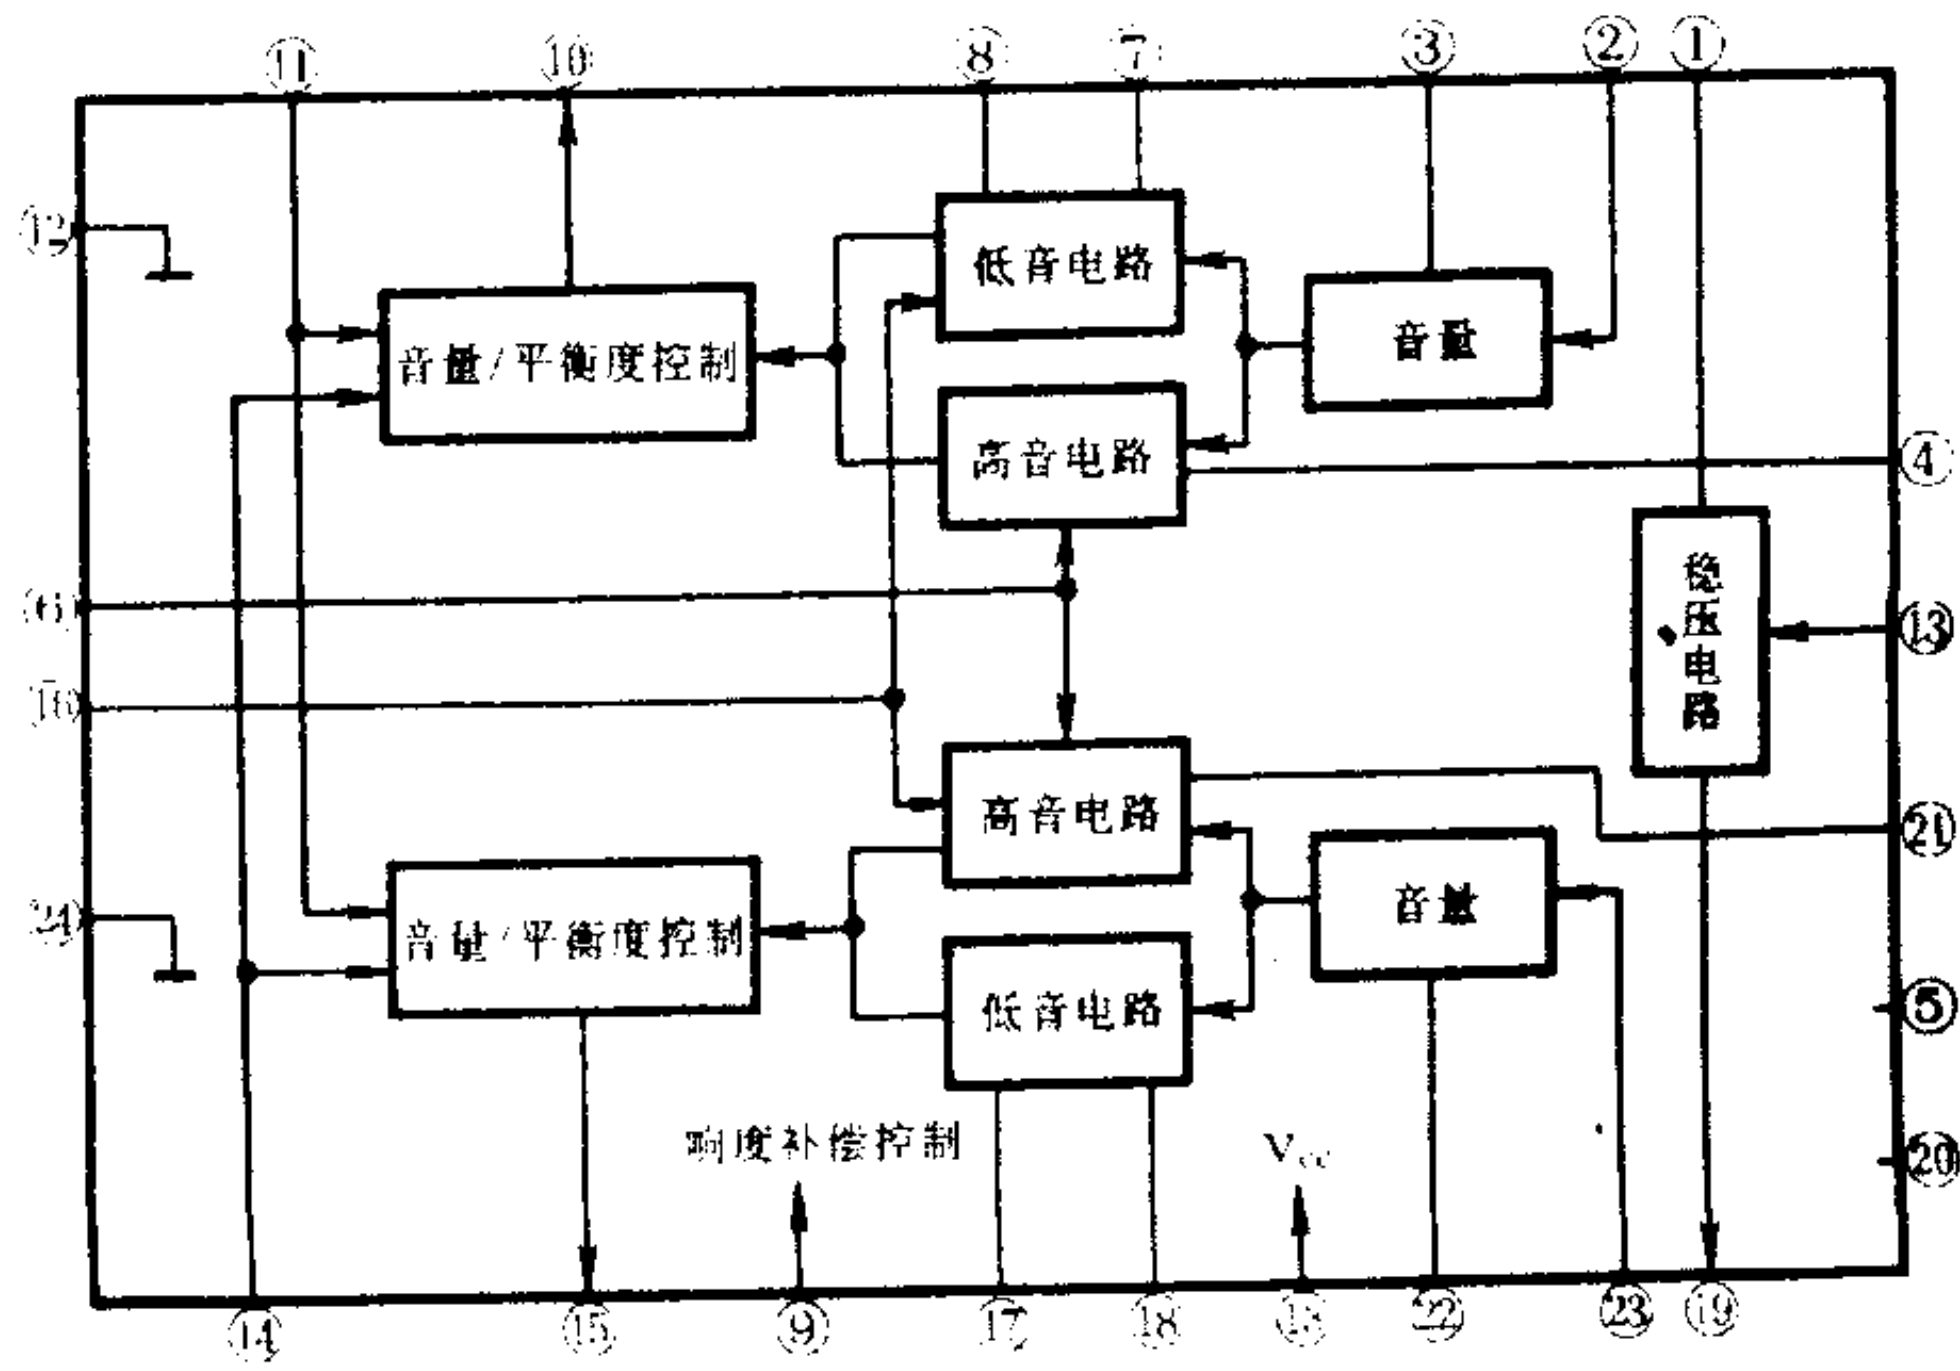 ⑪ ⑩ ⑧ ⑦ ③ ② ①
⑫
低音电路
音量
音量/平衡度控制
高音电路
④
稳压电路
⑬
高音电路
㉑
音量
㉔
音量/平衡度控制
⑤
低音电路
响度补偿控制
Vcc
⑳
⑭ ⑮ ⑨ ⑰ ⑱ ⑬ ㉒ ㉓ ⑲